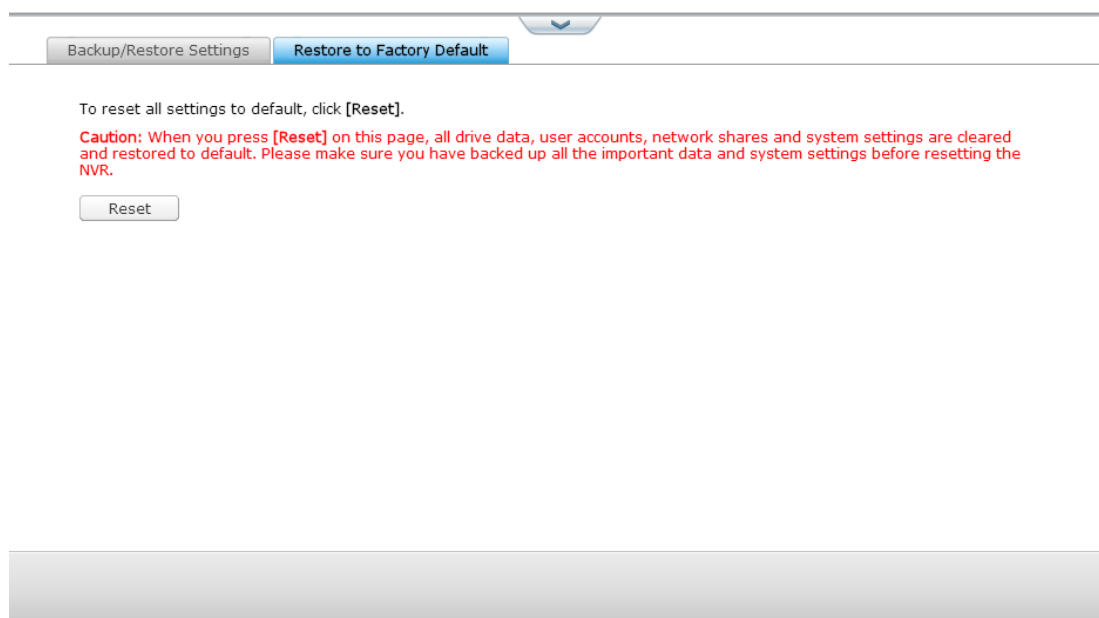 Backup/Restore Settings
Restore to Factory Default
To reset all settings to default, click [Reset].
Caution: When you press [Reset] on this page, all drive data, user accounts, network shares and system settings are cleared
and restored to default. Please make sure you have backed up all the important data and system settings before resetting the
NVR.
Reset